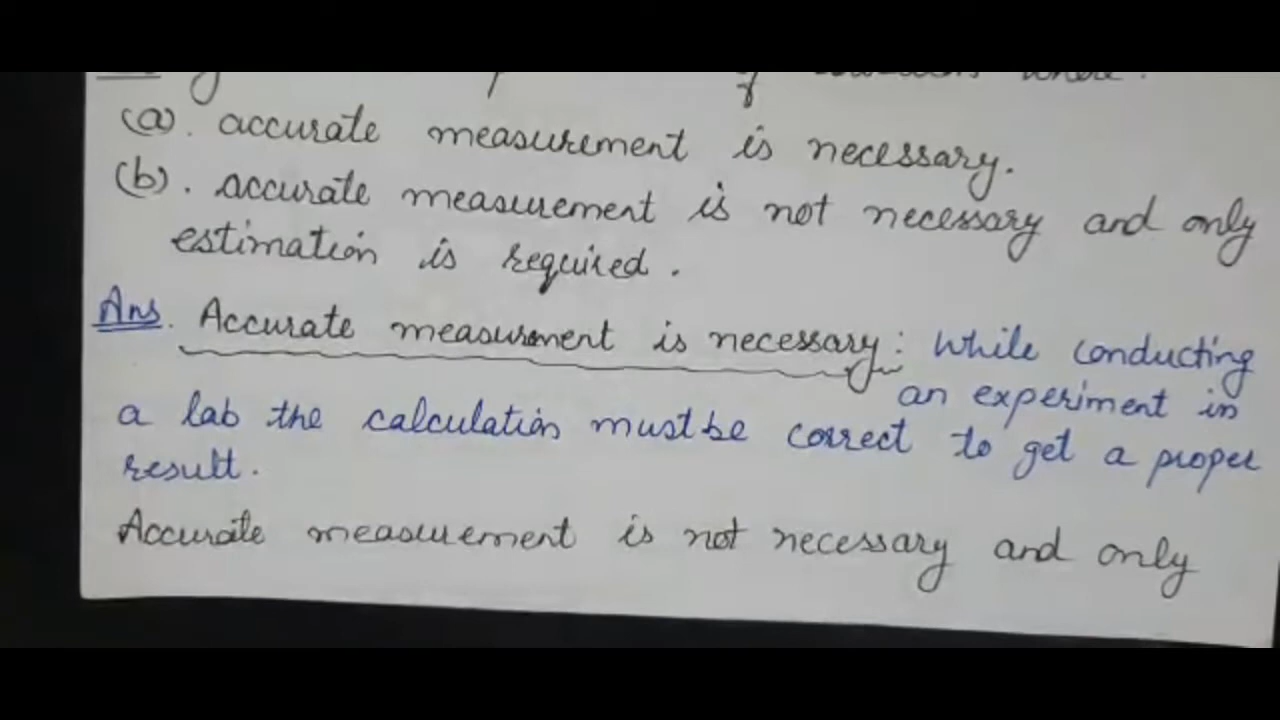 (a). accurate measurement is necessary.
(b). accurate measurement is not necessary and only
estimation is required.
Ans. Accurate measurement is necessary: While conducting
an experiment in
a lab the calculation must be correct to get a proper
result.
Accurate measurement is not necessary and only